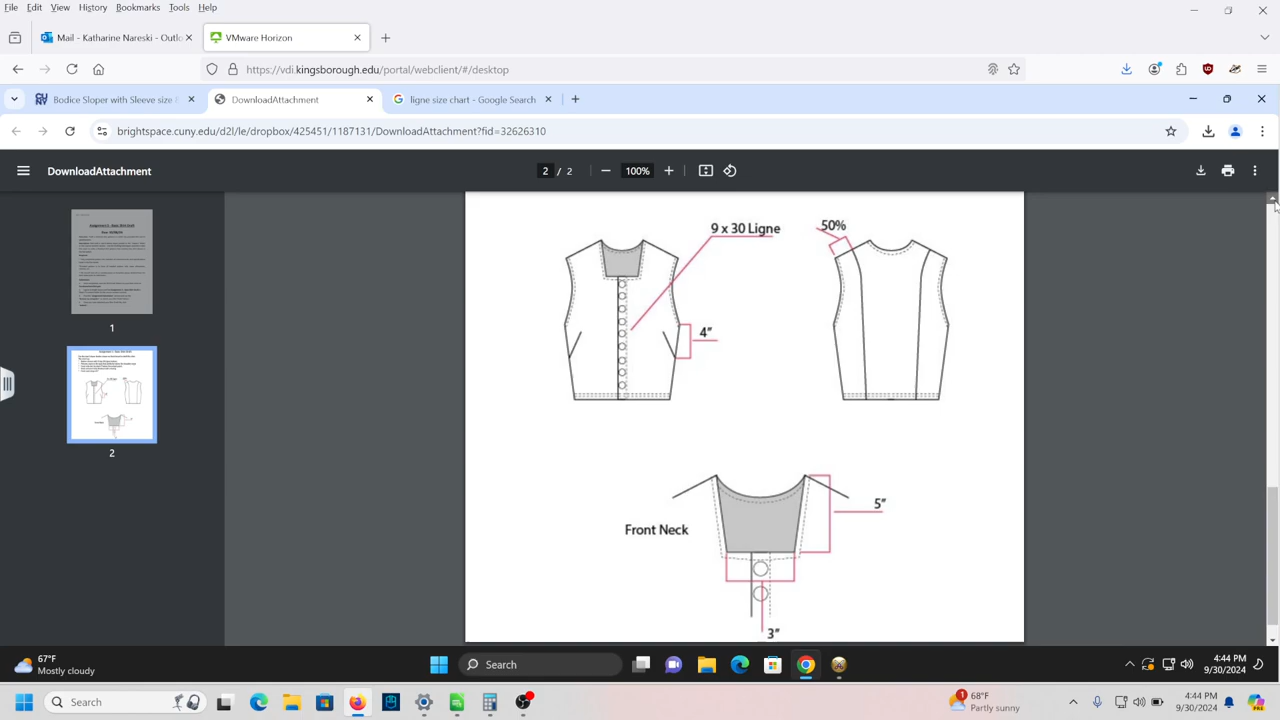 File Edit View History Bookmarks Tools Help
Mail - Katharine Nareski - Outlo
VMware Horizon
https://vdi.kingsborough.edu/portal/webclient/#/desktop
Bodice Sloper with Sleeve size
DownloadAttachment
ligne size chart - Google Search
brightspace.cuny.edu/d2l/le/dropbox/425451/1187131/DownloadAttachment?fid=32626310
DownloadAttachment
2 / 2
100%
1
2
9 x 30 Ligne
50%
4"
Front Neck
5"
3"
67°F
Mostly cloudy
Search
4:44 PM
9/30/2024
Search
1
68°F
Partly sunny
4:44 PM
9/30/2024